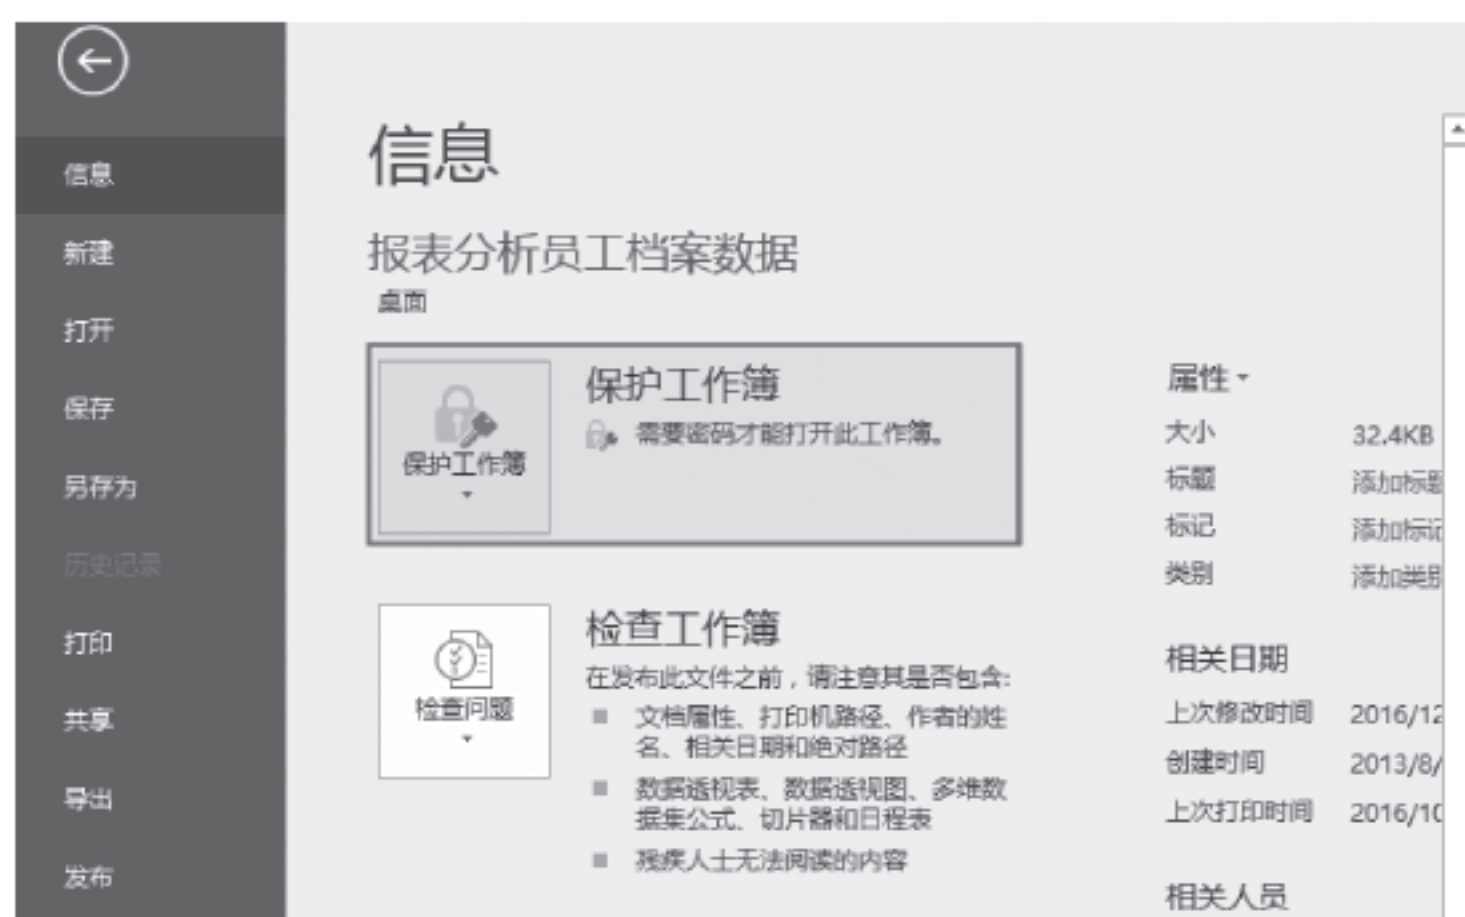 信息
新建
打开
保存
另存为
历史记录
打印
共享
导出
发布
信息
报表分析员工档案数据
桌面
保护工作簿
保护工作簿
需要密码才能打开此工作簿。
检查问题
检查工作簿
在发布此文件之前，请注意其是否包含:
文档属性、打印机路径、作者的姓
名、相关日期和绝对路径
数据透视表、数据透视图、多维数
据集公式、切片器和日程表
残疾人士无法阅读的内容
属性
大小 32.4KB
标题 添加标题
标记 添加标记
类别 添加类别
相关日期
上次修改时间 2016/12
创建时间 2013/8/
上次打印时间 2016/10
相关人员